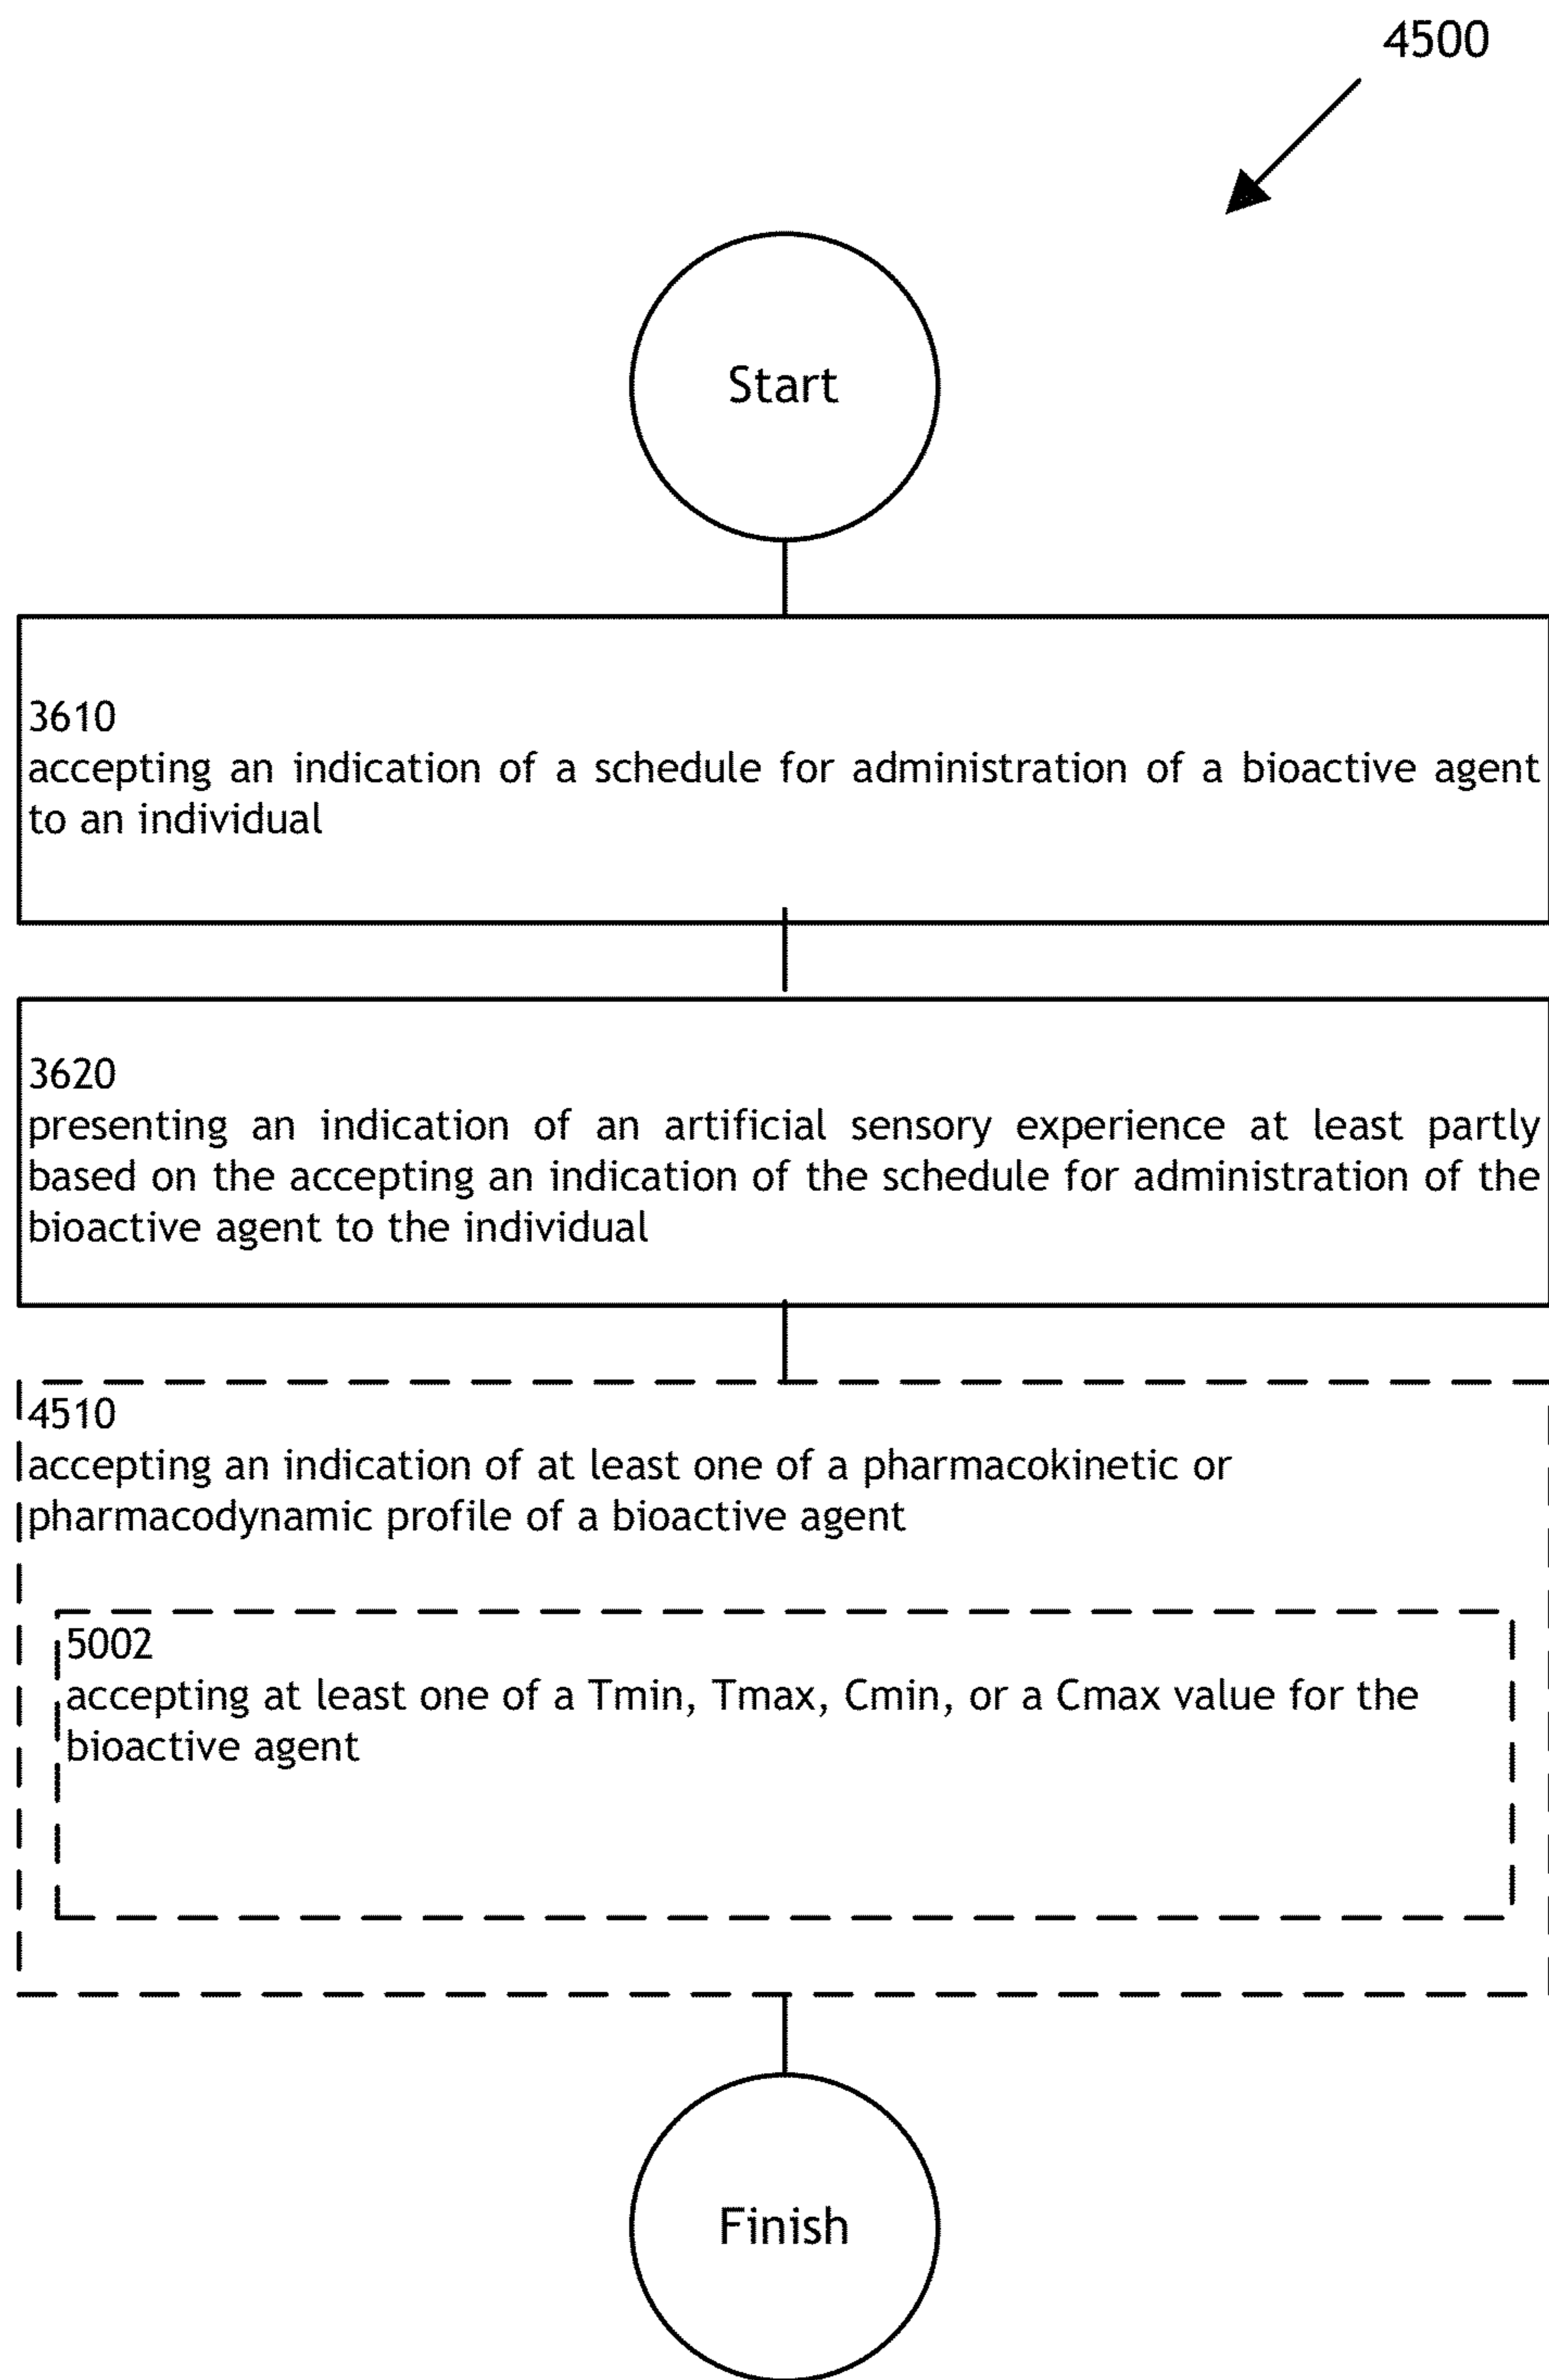 4500
Start
3610
accepting an indication of a schedule for administration of a bioactive agent
to an individual
3620
presenting an indication of an artificial sensory experience at least partly
based on the accepting an indication of the schedule for administration of the
bioactive agent to the individual
4510
accepting an indication of at least one of a pharmacokinetic or
pharmacodynamic profile of a bioactive agent
5002
accepting at least one of a Tmin, Tmax, Cmin, or a Cmax value for the
bioactive agent
Finish